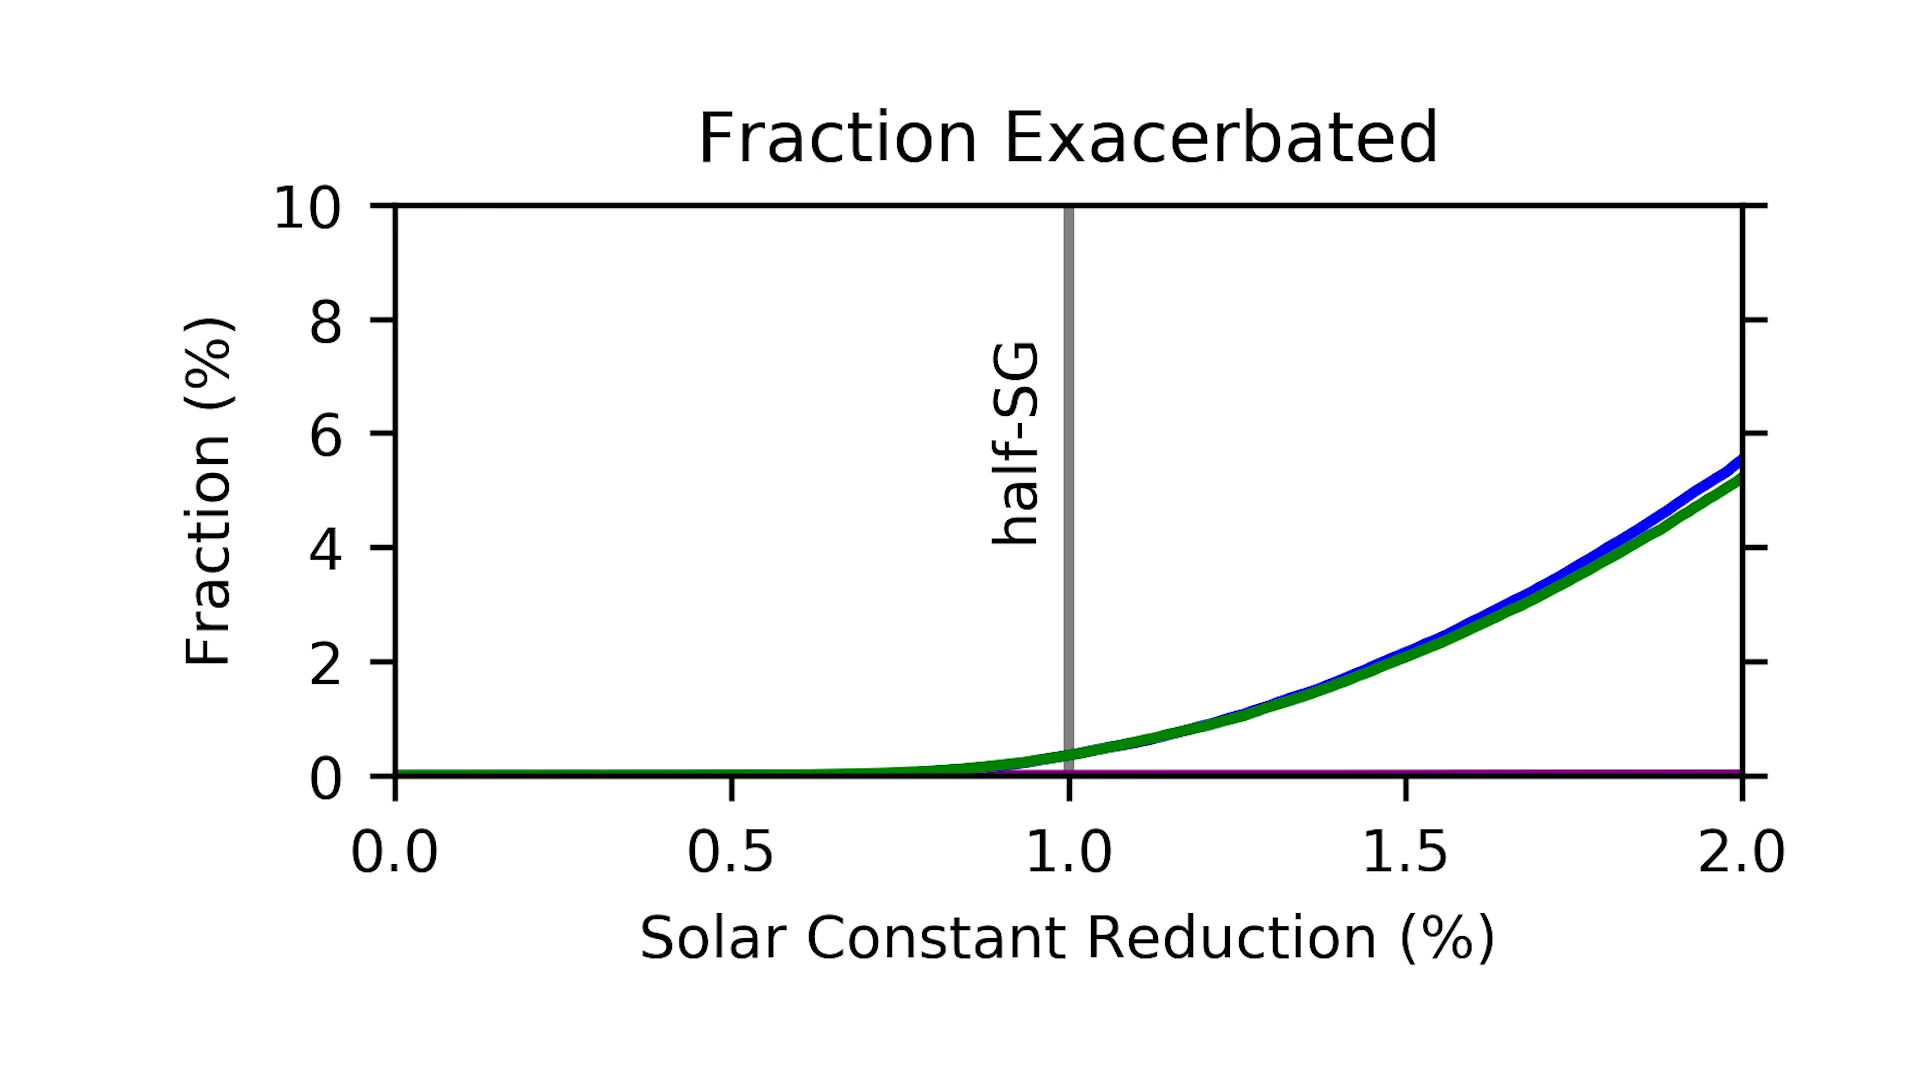 Fraction Exacerbated
10
8
6
4
2
0
Fraction (%)
half-SG
0.0 0.5 1.0 1.5 2.0
Solar Constant Reduction (%)